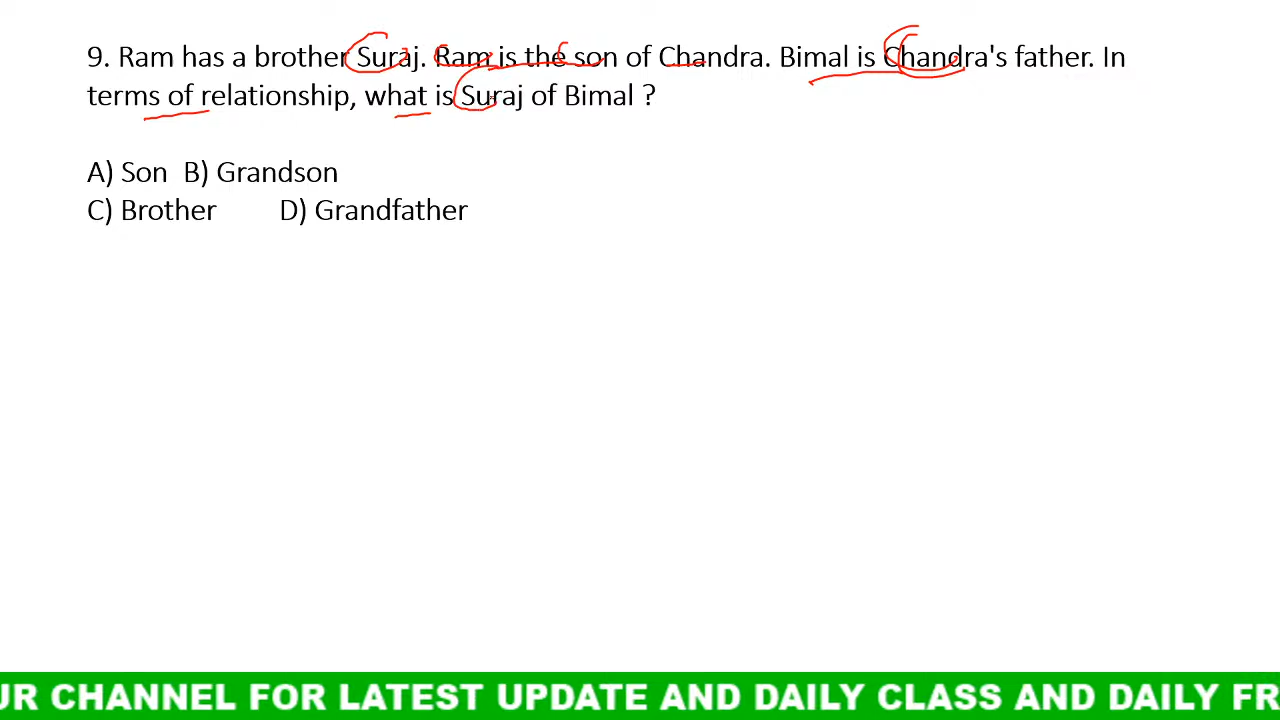 9. Ram has a brother Suraj. Ram is the son of Chandra. Bimal is Chandra's father. In
terms of relationship, what is Suraj of Bimal ?
A) Son B) Grandson
C) Brother D) Grandfather
UR CHANNEL FOR LATEST UPDATE AND DAILY CLASS AND DAILY FR